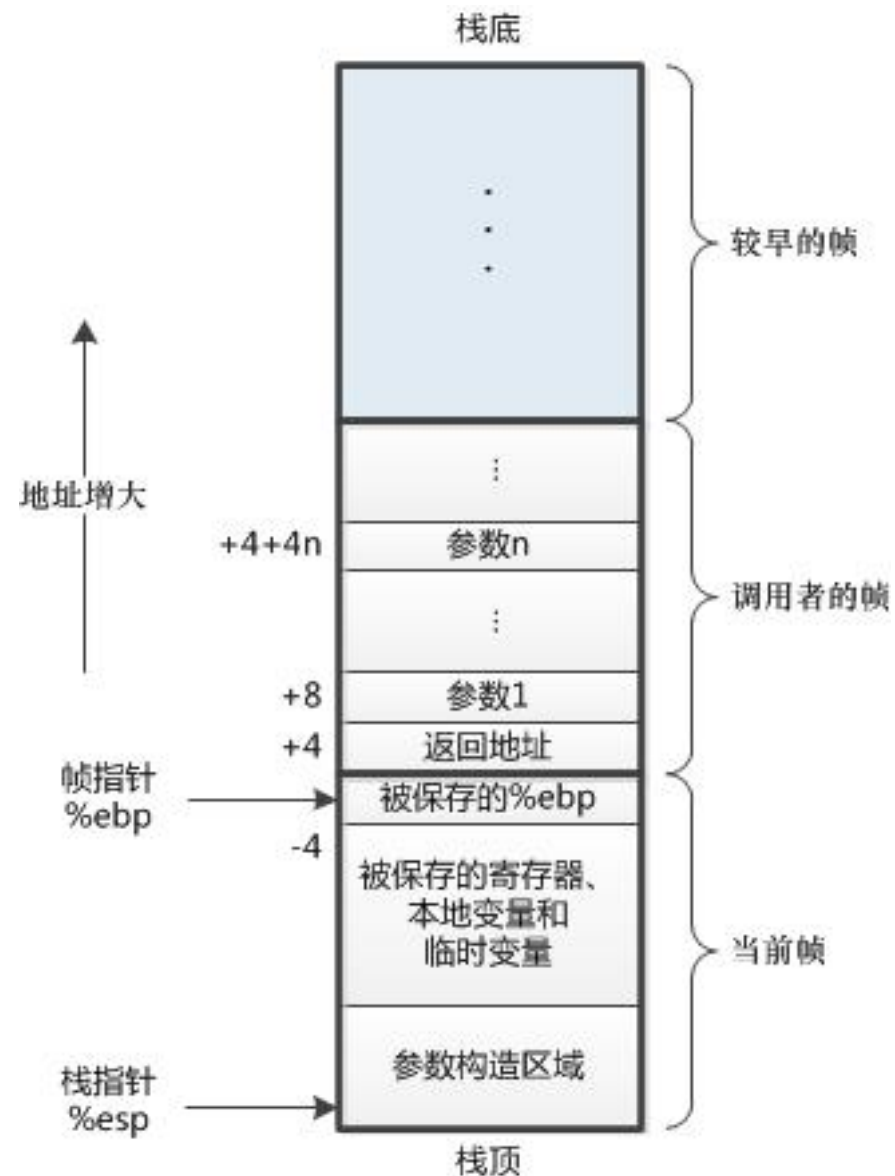 栈底
较早的帧
地址增大
+4+4n
参数n
调用者的帧
+8
参数1
+4
返回地址
帧指针
%ebp
被保存的%ebp
-4
被保存的寄存器、
本地变量和
临时变量
当前帧
参数构造区域
栈指针
%esp
栈顶